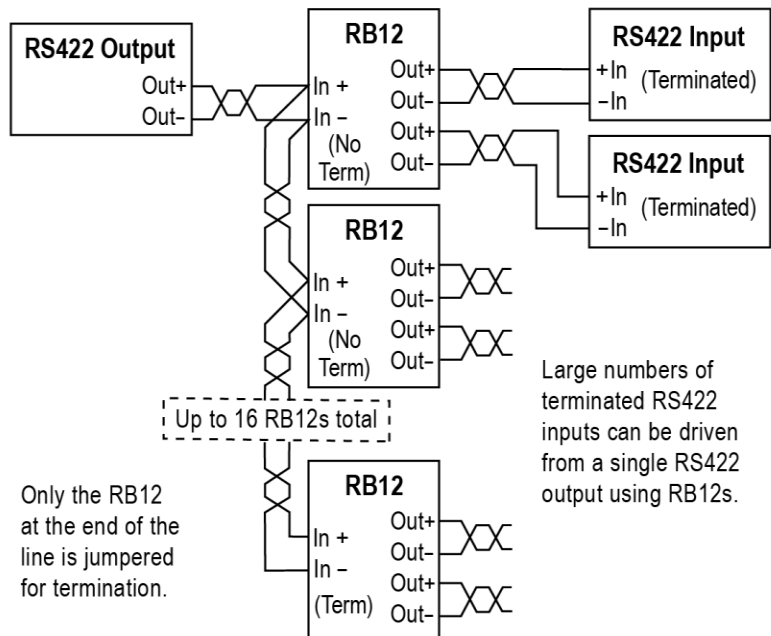 RS422 Output
Out+
Out–
RB12
In +
In –
(No
Term)
Out+
Out–
Out+
Out–
RS422 Input
+In
(Terminated)
–In
RS422 Input
+In
(Terminated)
–In
RB12
In +
In –
(No
Term)
Out+
Out–
Out+
Out–
Up to 16 RB12s total
Large numbers of
terminated RS422
inputs can be driven
from a single RS422
output using RB12s.
Only the RB12
at the end of the
line is jumpered
for termination.
RB12
In +
In –
(Term)
Out+
Out–
Out+
Out–